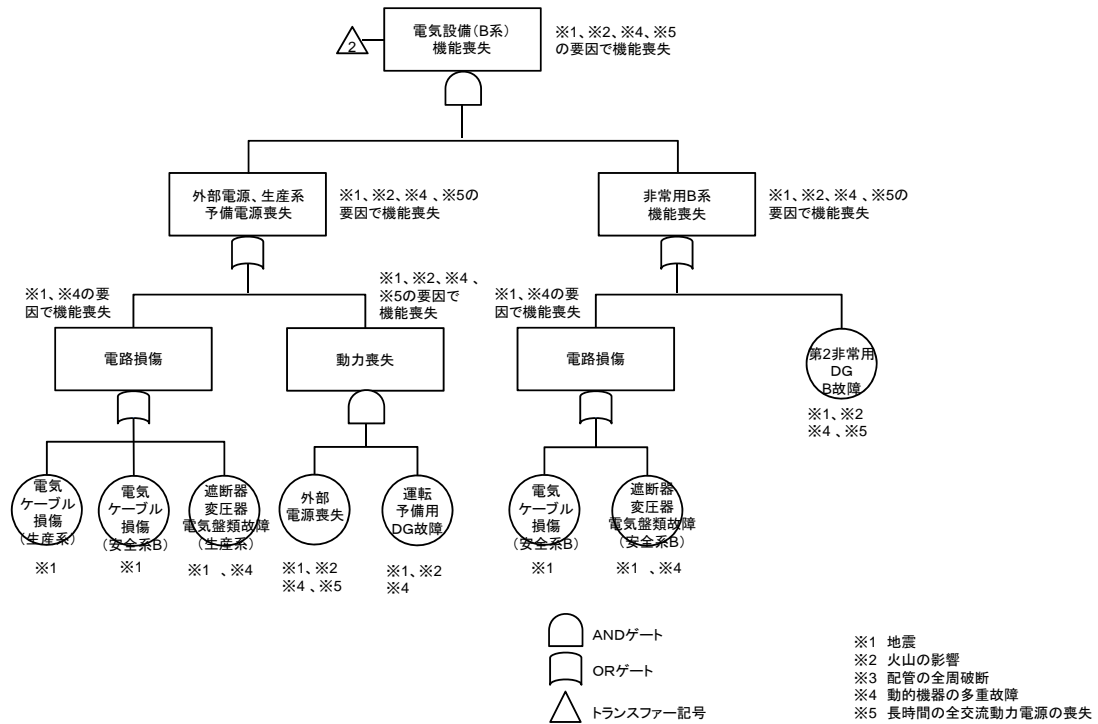 電気設備(B系)
機能喪失
※1、※2、※4、※5
の要因で機能喪失
2
外部電源、生産系
予備電源喪失
※1、※2、※4 、※5の
要因で機能喪失
非常用B系
機能喪失
※1、※2、※4 、※5の
要因で機能喪失
※1、※4の要
因で機能喪失
電路損傷
※1、※2、※4 、
※5の要因で
機能喪失
動力喪失
※1、※4の要
因で機能喪失
電路損傷
第2非常用
DG
B故障
※1、※2
※4 、※5
電気
ケーブル
損傷
(生産系)
※1
電気
ケーブル
損傷
(安全系B)
※1
遮断器
変圧器
電気盤類故障
(生産系)
※1 、※4
外部
電源喪失
※1、※2
※4 、※5
運転
予備用
DG故障
※1、※2
※4
電気
ケーブル
損傷
(安全系B)
※1
遮断器
変圧器
電気盤類故障
(安全系B)
※1 、※4
ANDゲート
ORゲート
トランスファー記号
※1 地震
※2 火山の影響
※3 配管の全周破断
※4 動的機器の多重故障
※5 長時間の全交流動力電源の喪失